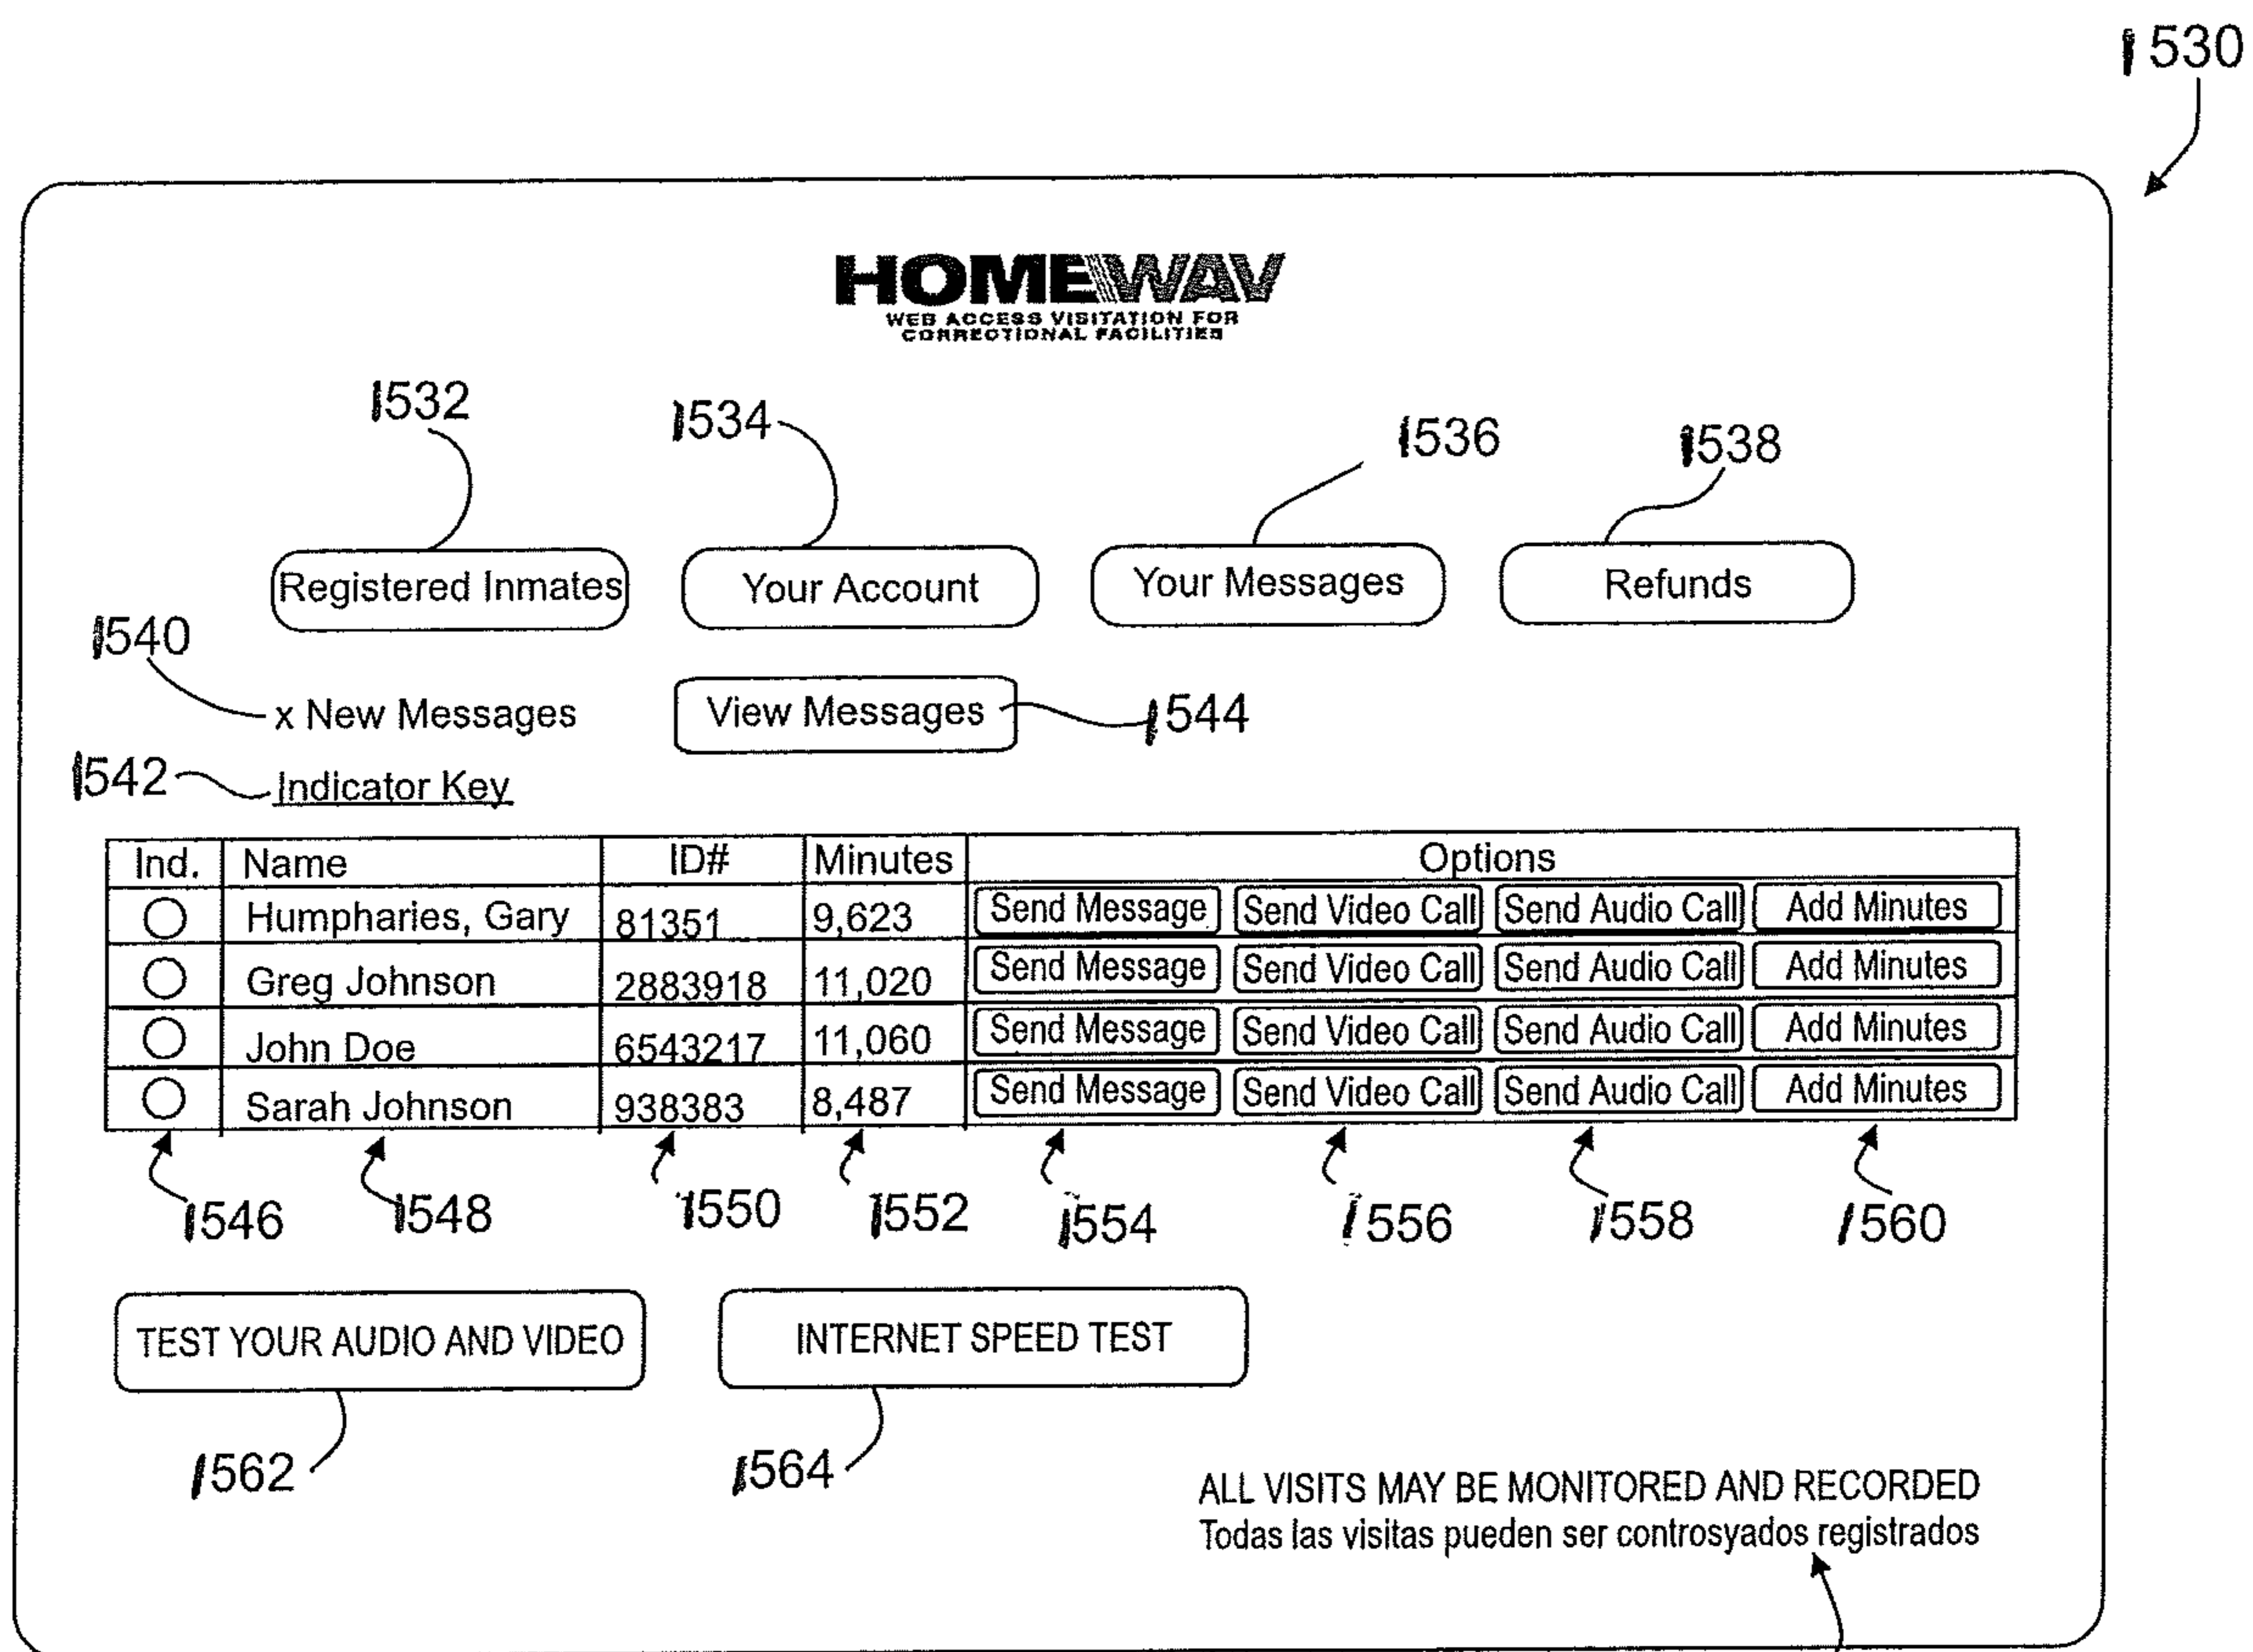 1530
HOMEWAV
WEB ACCESS VISITATION FOR
CORRECTIONAL FACILITIES
1532 1534 1536 1538
Registered Inmates Your Account Your Messages Refunds
1540
x New Messages View Messages 1544
1542 Indicator Key
Ind. Name ID# Minutes Options
Humpharies, Gary 81351 9,623 Send Message Send Video Call Send Audio Call Add Minutes
Greg Johnson 2883918 11,020 Send Message Send Video Call Send Audio Call Add Minutes
John Doe 6543217 11,060 Send Message Send Video Call Send Audio Call Add Minutes
Sarah Johnson 938383 8,487 Send Message Send Video Call Send Audio Call Add Minutes
1546 1548 1550 1552 1554 1556 1558 1560
TEST YOUR AUDIO AND VIDEO INTERNET SPEED TEST
1562 1564
ALL VISITS MAY BE MONITORED AND RECORDED
Todas las visitas pueden ser controsyados registrados